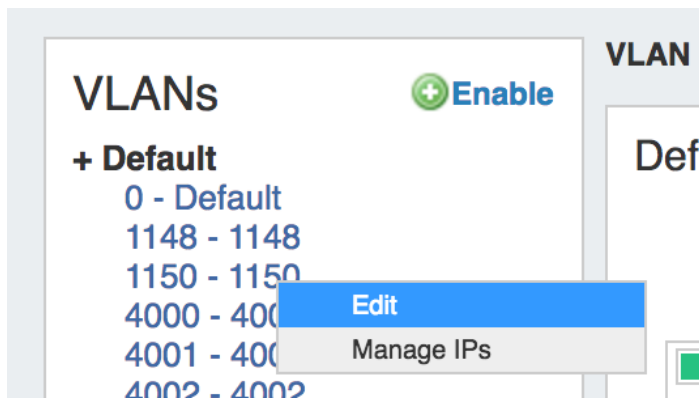 VLANs
Enable
+ Default
0 - Default
1148 - 1148
1150 - 1150
4000 - 400
4001 - 400
4002 - 4002
Edit
Manage IPs
VLAN
Def